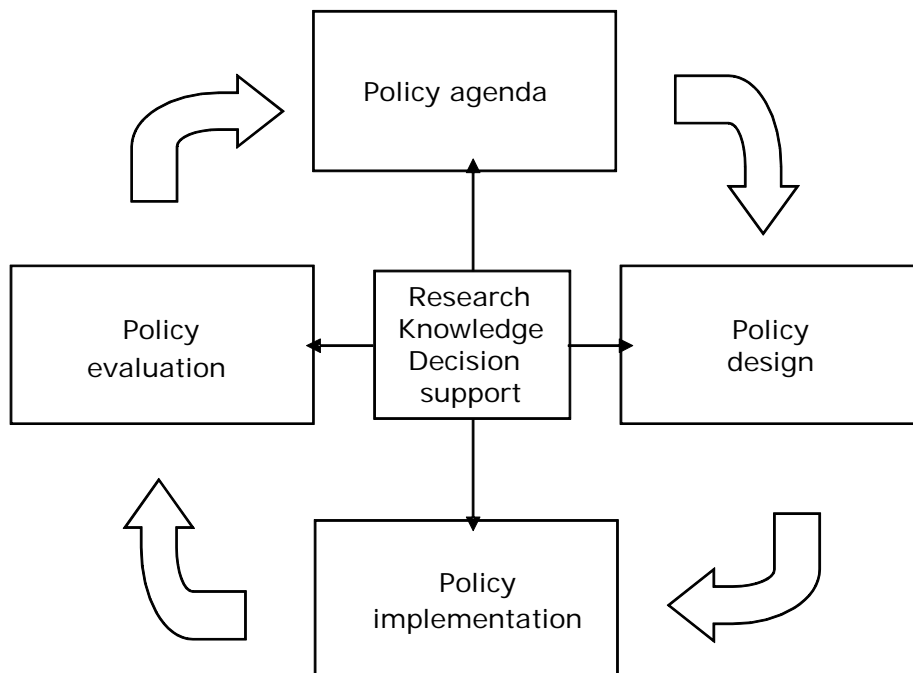 Policy agenda
Policy
evaluation
Research
Knowledge
Decision
support
Policy
design
Policy
implementation